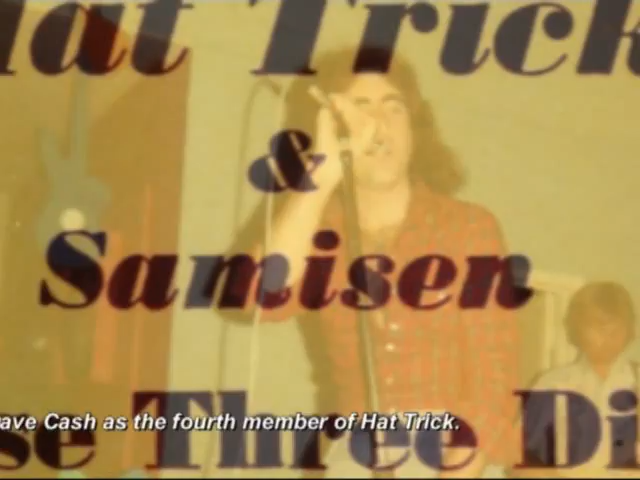 Hat Trick
&
Samisen
ave Cash as the fourth member of Hat Trick.
se Three Di